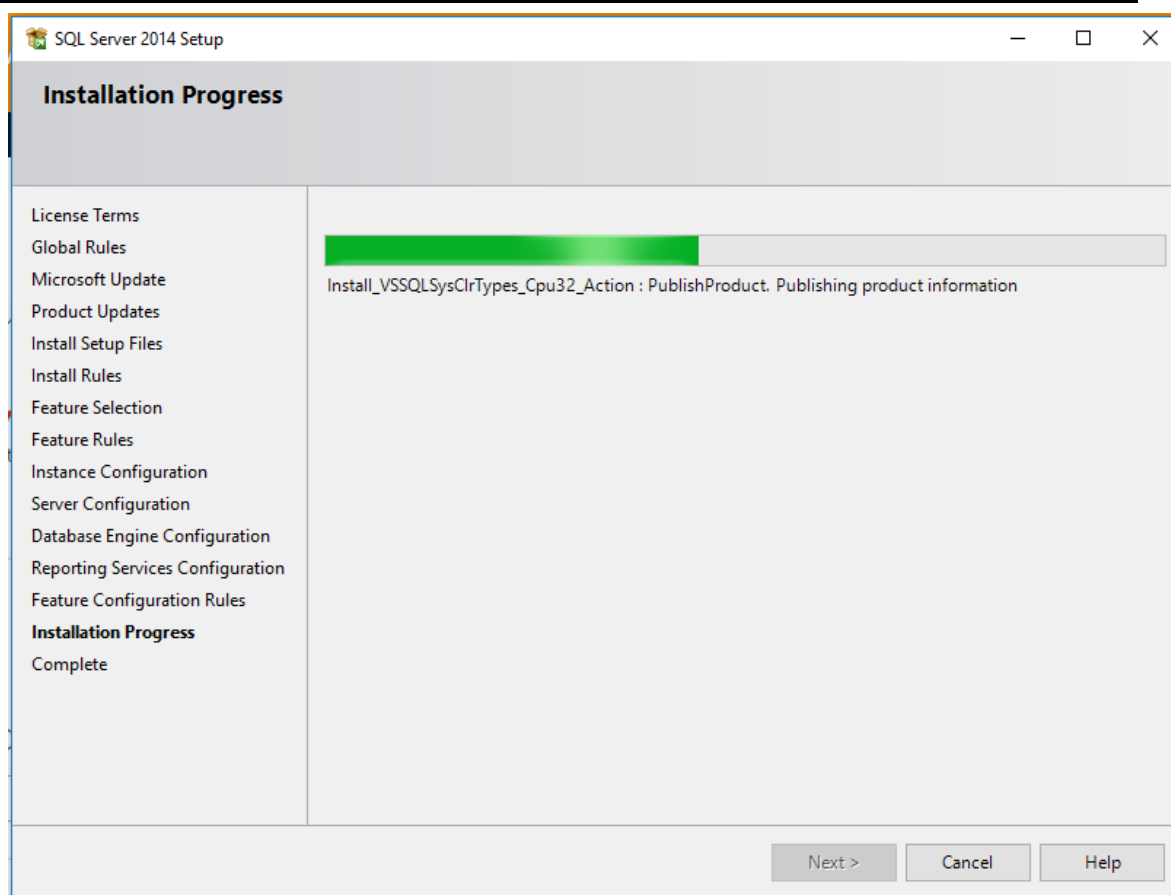 SQL Server 2014 Setup
Installation Progress
License Terms
Global Rules
Microsoft Update
Product Updates
Install Setup Files
Install Rules
Feature Selection
Feature Rules
Instance Configuration
Server Configuration
Database Engine Configuration
Reporting Services Configuration
Feature Configuration Rules
Installation Progress
Complete
Install_VSSQLSysClrTypes_Cpu32_Action : PublishProduct. Publishing product information
Next >
Cancel
Help